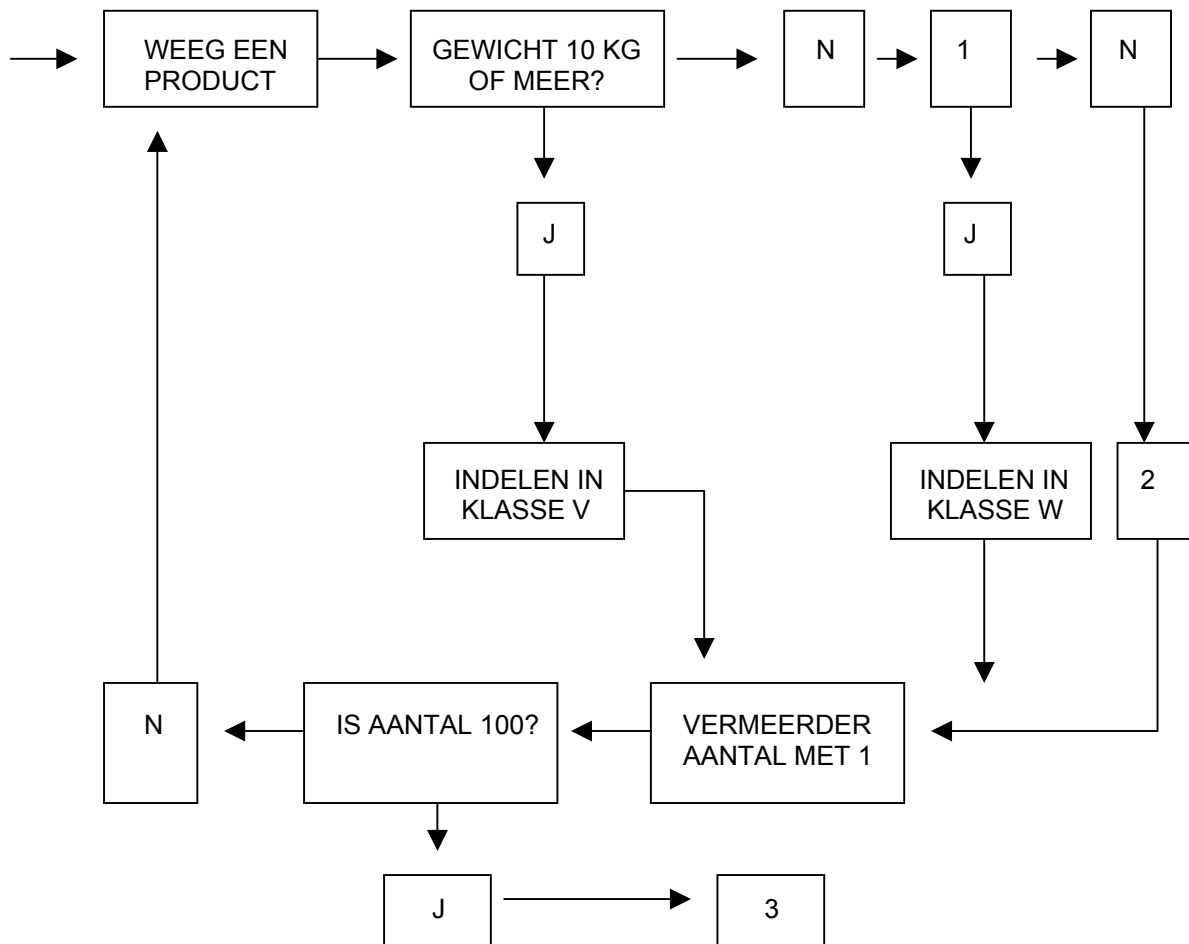 WEEG EEN
PRODUCT
GEWICHT 10 KG
OF MEER?
N
1
N
J
J
INDELEN IN
KLASSE V
INDELEN IN
KLASSE W
2
N
IS AANTAL 100?
VERMEERDER
AANTAL MET 1
J
3